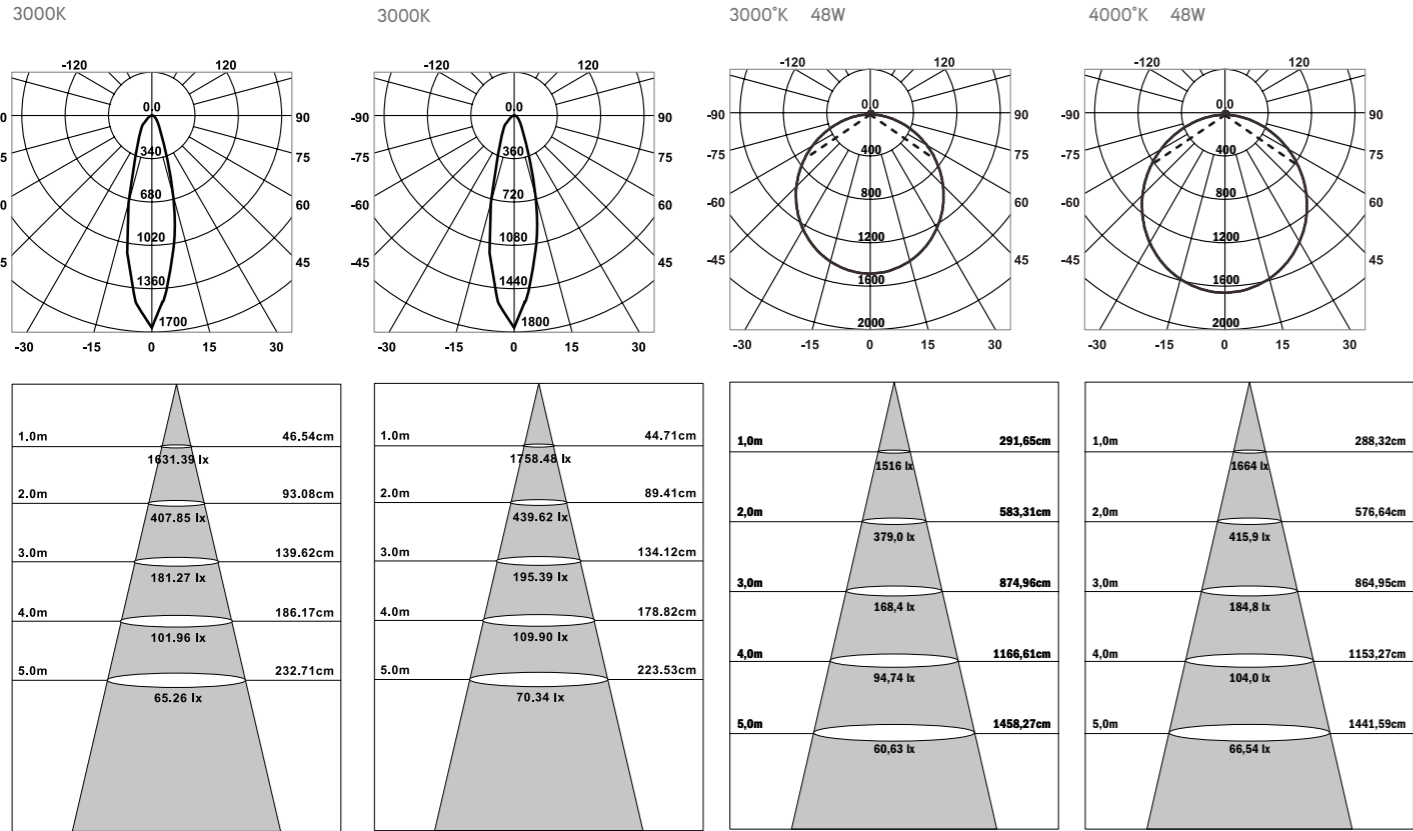 3000K
-120 120
0 90
5 75
0 60
5 45
0.0
340
680
1020
1360
1700
-30 -15 0 15 30
1.0m 46.54cm
1631.39 lx
2.0m 93.08cm
407.85 lx
3.0m 139.62cm
181.27 lx
4.0m 186.17cm
101.96 lx
5.0m 232.71cm
65.26 lx
3000K
-120 120
-90 90
-75 75
-60 60
-45 45
0.0
360
720
1080
1440
1800
-30 -15 0 15 30
1.0m 44.71cm
1758.48 lx
2.0m 89.41cm
439.62 lx
3.0m 134.12cm
195.39 lx
4.0m 178.82cm
109.90 lx
5.0m 223.53cm
70.34 lx
3000°K 48W
-120 120
-90 90
-75 75
-60 60
-45 45
0.0
400
800
1200
1600
2000
-30 -15 0 15 30
1,0m 291,65cm
1516 lx
2,0m 583,31cm
379,0 lx
3,0m 874,96cm
168,4 lx
4,0m 1166,61cm
94,74 lx
5,0m 1458,27cm
60,63 lx
4000°K 48W
-120 120
-90 90
-75 75
-60 60
-45 45
0.0
400
800
1200
1600
2000
-30 -15 0 15 30
1,0m 288,32cm
1664 lx
2,0m 576,64cm
415,9 lx
3,0m 864,95cm
184,8 lx
4,0m 1153,27cm
104,0 lx
5,0m 1441,59cm
66,54 lx